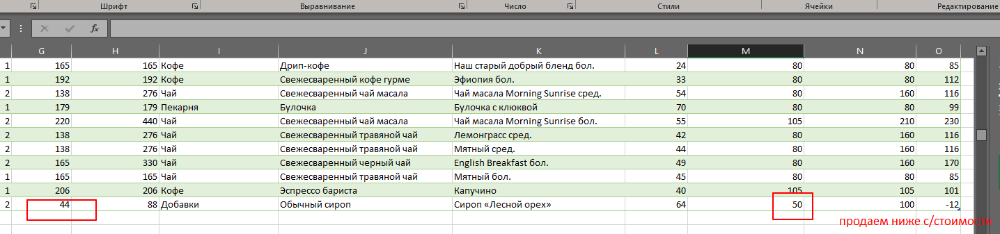 Шрифт Выравнивание Число Стили Ячейки Редактирование
fx
G H I J K L M N O
1 165 165 Кофе Дрип-кофе Наш старый добрый бленд бол. 24 80 80 85
1 192 192 Кофе Свежесваренный кофе гурме Эфиопия бол. 33 80 80 112
2 138 276 Чай Свежесваренный чай масала Чай масала Morning Sunrise сред. 54 80 160 116
1 179 179 Пекарня Булочка Булочка с клюквой 70 80 80 99
2 220 440 Чай Свежесваренный чай масала Чай масала Morning Sunrise бол. 55 105 210 230
2 138 276 Чай Свежесваренный травяной чай Лемонграсс сред. 42 80 160 116
2 138 276 Чай Свежесваренный травяной чай Мятный сред. 44 80 160 116
2 165 330 Чай Свежесваренный черный чай English Breakfast бол. 49 80 160 170
1 165 165 Чай Свежесваренный травяной чай Мятный бол. 45 80 80 85
1 206 206 Кофе Эспрессо бариста Капучино 40 105 105 101
2 44 88 Добавки Обычный сироп Сироп «Лесной орех» 64 50 100 -12
продаем ниже с/стоимости